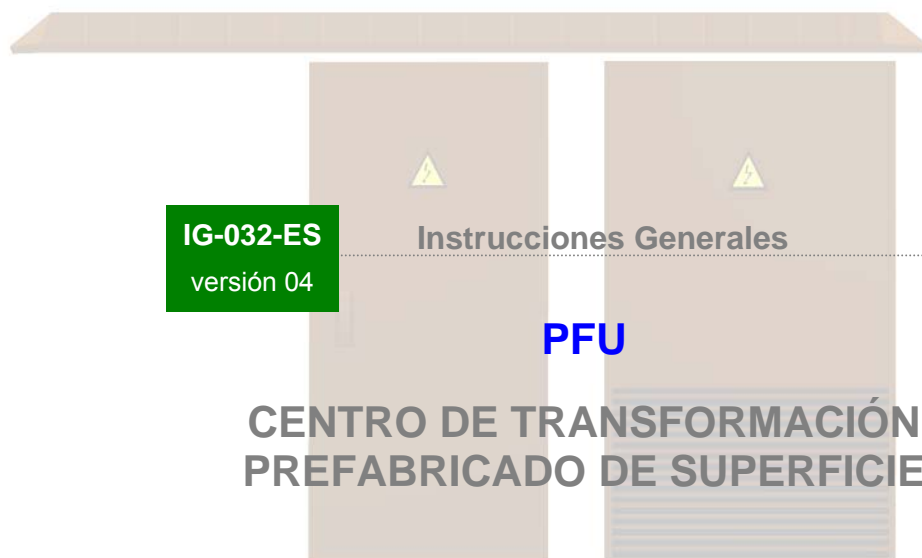 IG-032-ES
versión 04
Instrucciones Generales
PFU
CENTRO DE TRANSFORMACIÓN
PREFABRICADO DE SUPERFICIE